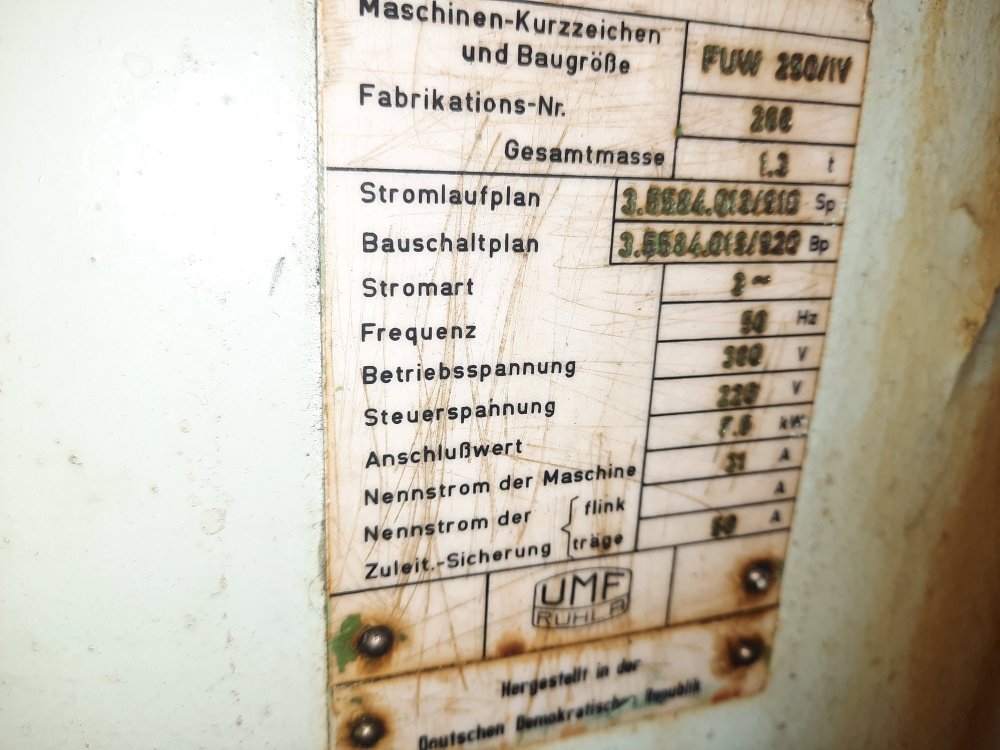 Maschinen-Kurzzeichen
und Baugröße FUW 250/IV
Fabrikations-Nr.
Gesamtmasse t
Stromlaufplan Sp
Bauschaltplan Bp
Stromart
Frequenz 50 Hz
Betriebsspannung 380 V
Steuerspannung 220 V
Anschlußwert kW
Nennstrom der Maschine 31 A
Nennstrom der flink A
Zuleit.-Sicherung träge A
UMF
RUHLA
Hergestellt in der
Deutschen Demokratischen Republik